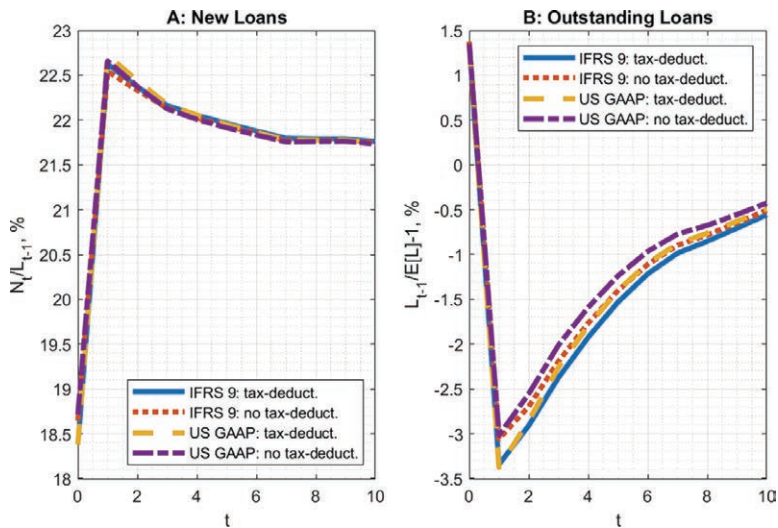 A: New Loans
23
22.5
22
21.5
21
20.5
20
19.5
19
18.5
18
N_t/L_{t-1}, %
IFRS 9: tax-deduct.
IFRS 9: no tax-deduct.
US GAAP: tax-deduct.
US GAAP: no tax-deduct.
0 2 4 6 8 10
t
B: Outstanding Loans
1.5
1
0.5
0
-0.5
-1
-1.5
-2
-2.5
-3
-3.5
L_{t-1}/E[L]-1, %
IFRS 9: tax-deduct.
IFRS 9: no tax-deduct.
US GAAP: tax-deduct.
US GAAP: no tax-deduct.
0 2 4 6 8 10
t